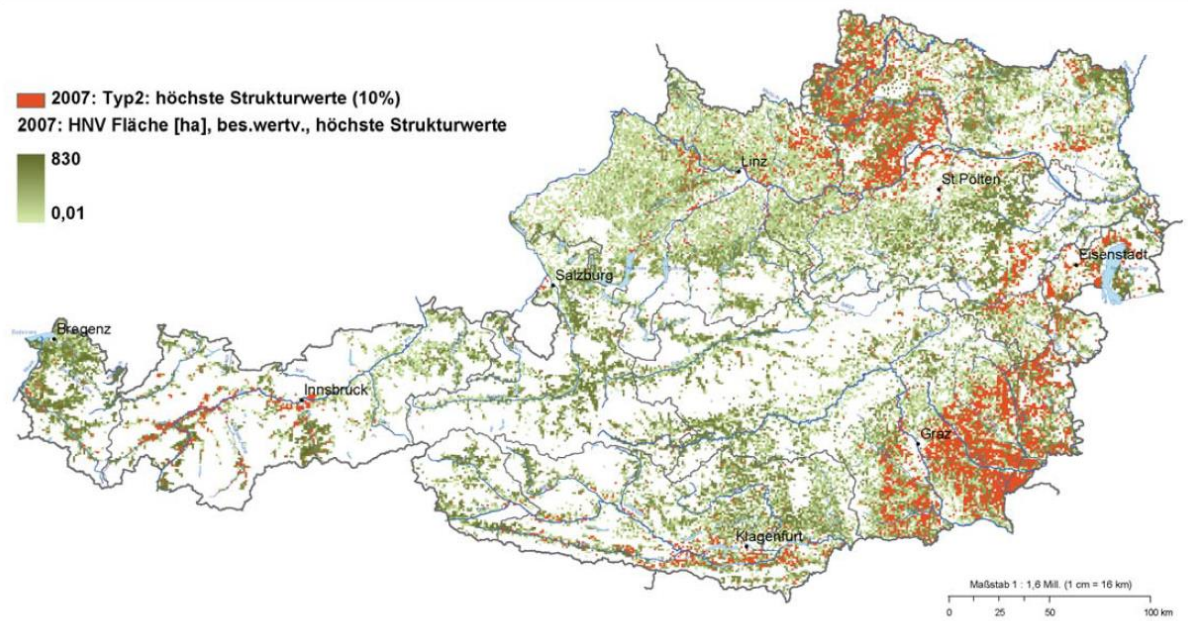 2007: Typ2: höchste Strukturwerte (10%)
2007: HNV Fläche [ha], bes.wertv., höchste Strukturwerte
830
0,01
Linz
St.Pölten
Eisenstadt
Salzburg
Bregenz
Innsbruck
Graz
Klagenfurt
Maßstab 1 : 1,6 Mill. (1 cm = 16 km)
0 25 50 100 km